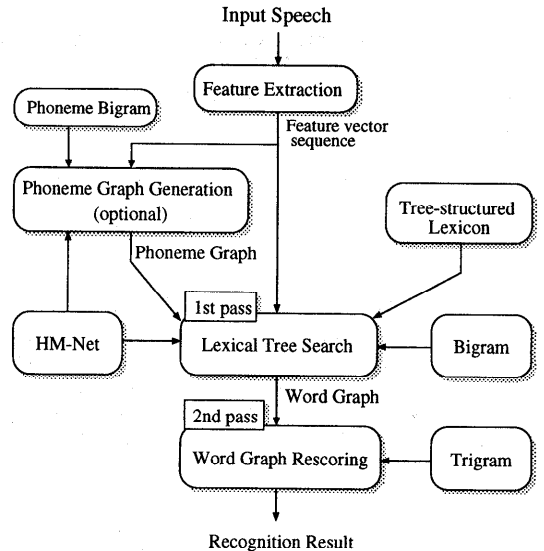 Input Speech
Feature Extraction
Phoneme Bigram
Feature vector
sequence
Phoneme Graph Generation
(optional)
Tree-structured
Lexicon
Phoneme Graph
1st pass
HM-Net
Lexical Tree Search
Bigram
Word Graph
2nd pass
Word Graph Rescoring
Trigram
Recognition Result